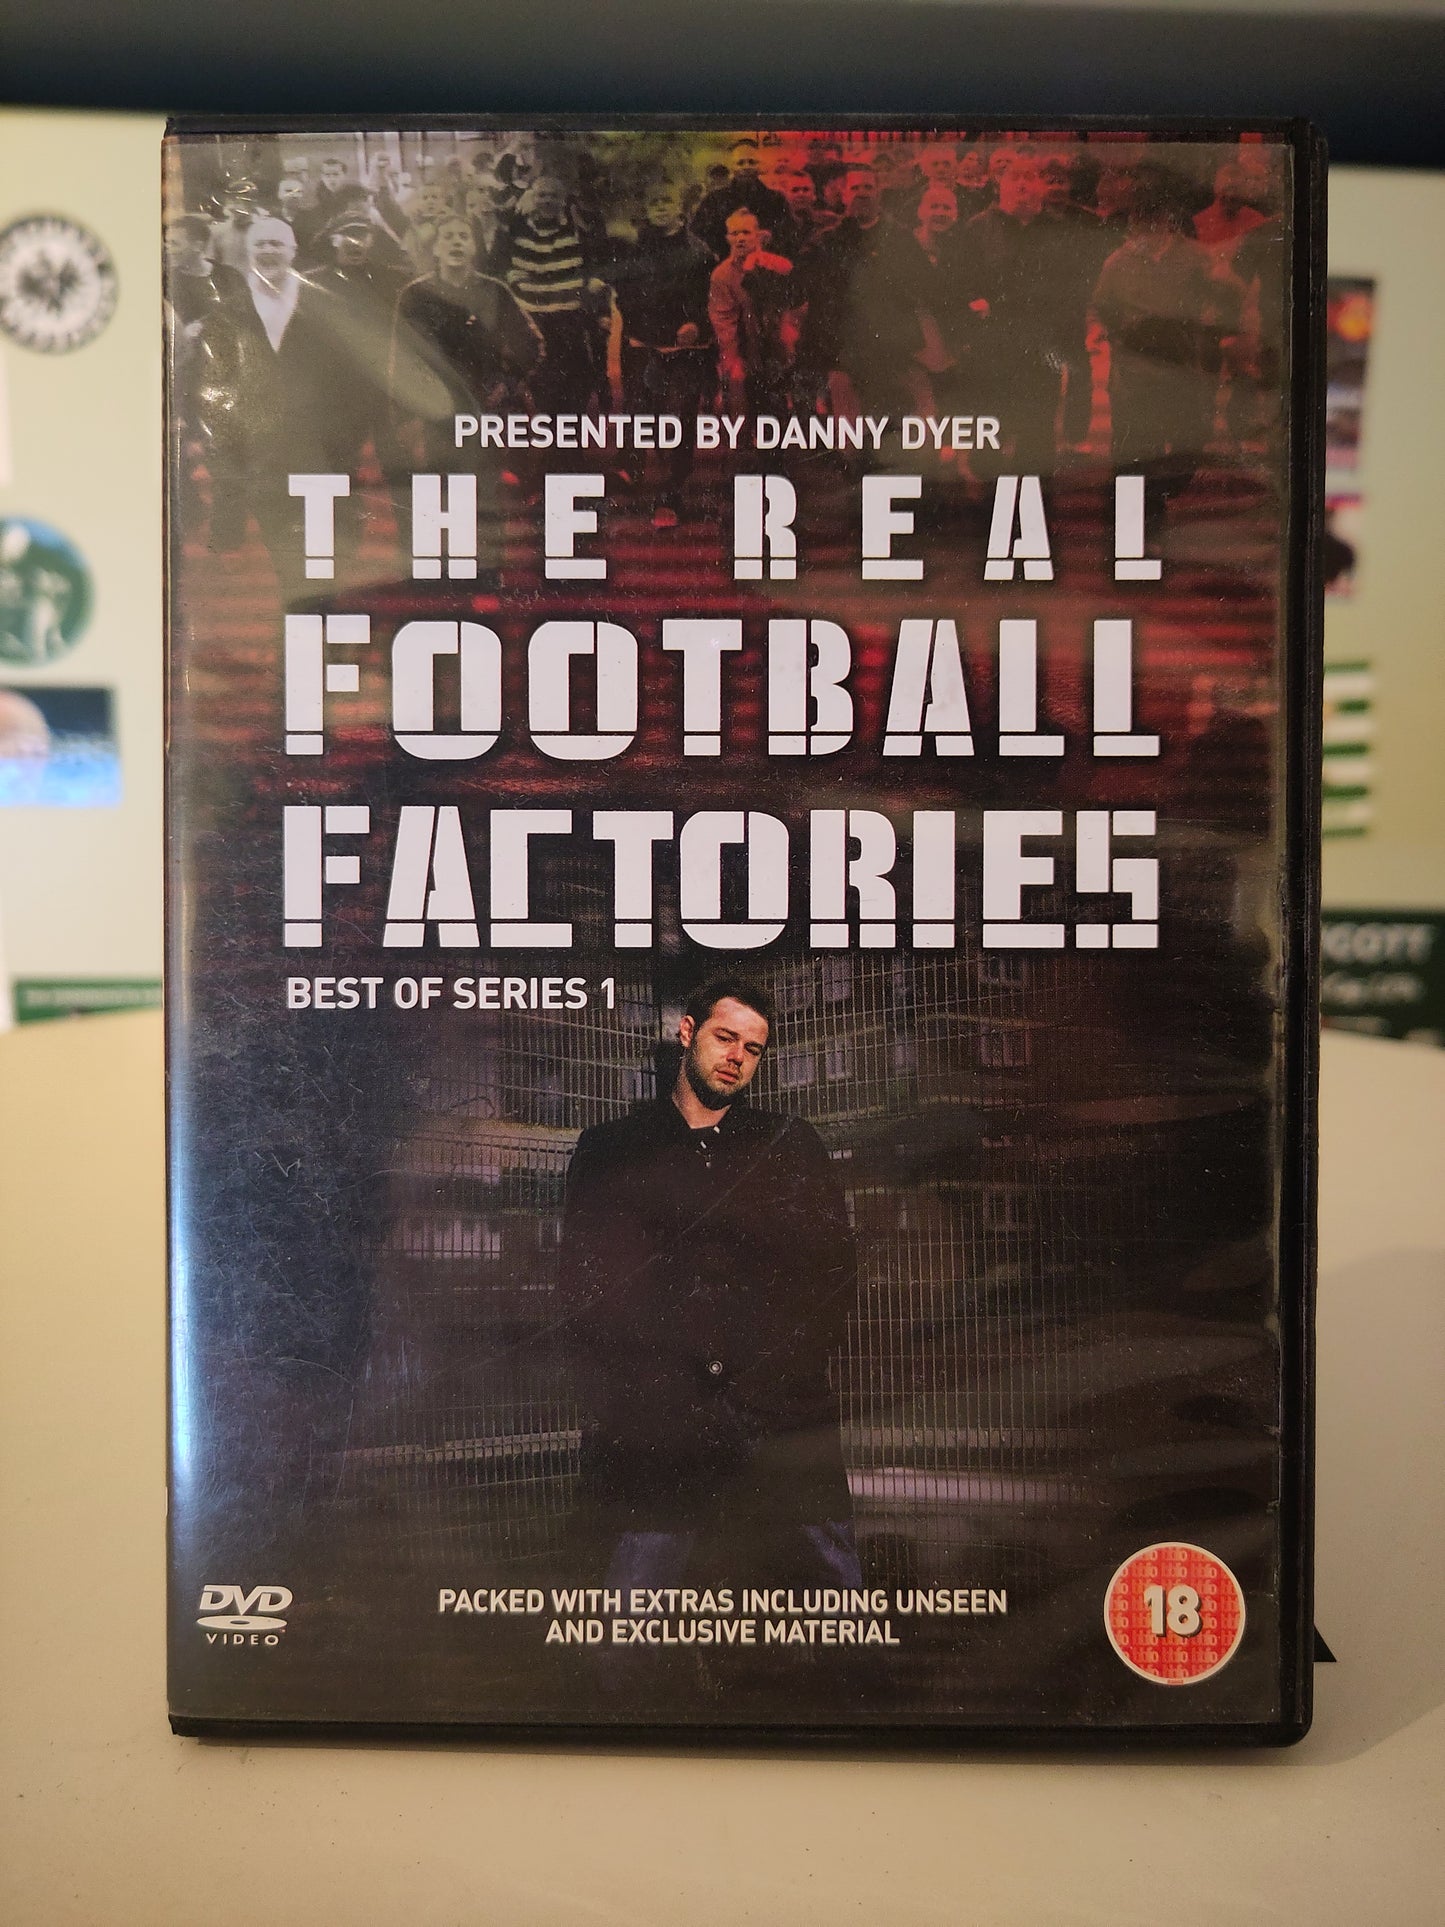 PRESENTED BY DANNY DYER
THE REAL
FOOTBALL
FACTORIES
BEST OF SERIES 1
DVD
VIDEO
PACKED WITH EXTRAS INCLUDING UNSEEN
AND EXCLUSIVE MATERIAL
18